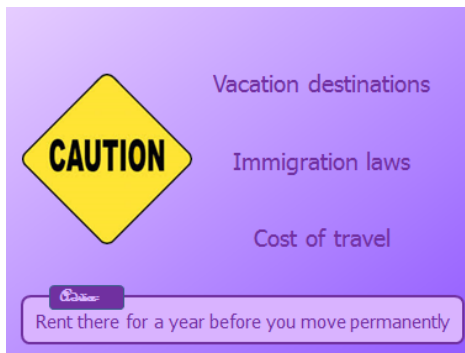 Vacation destinations
CAUTION
Immigration laws
Cost of travel
Rent there for a year before you move permanently